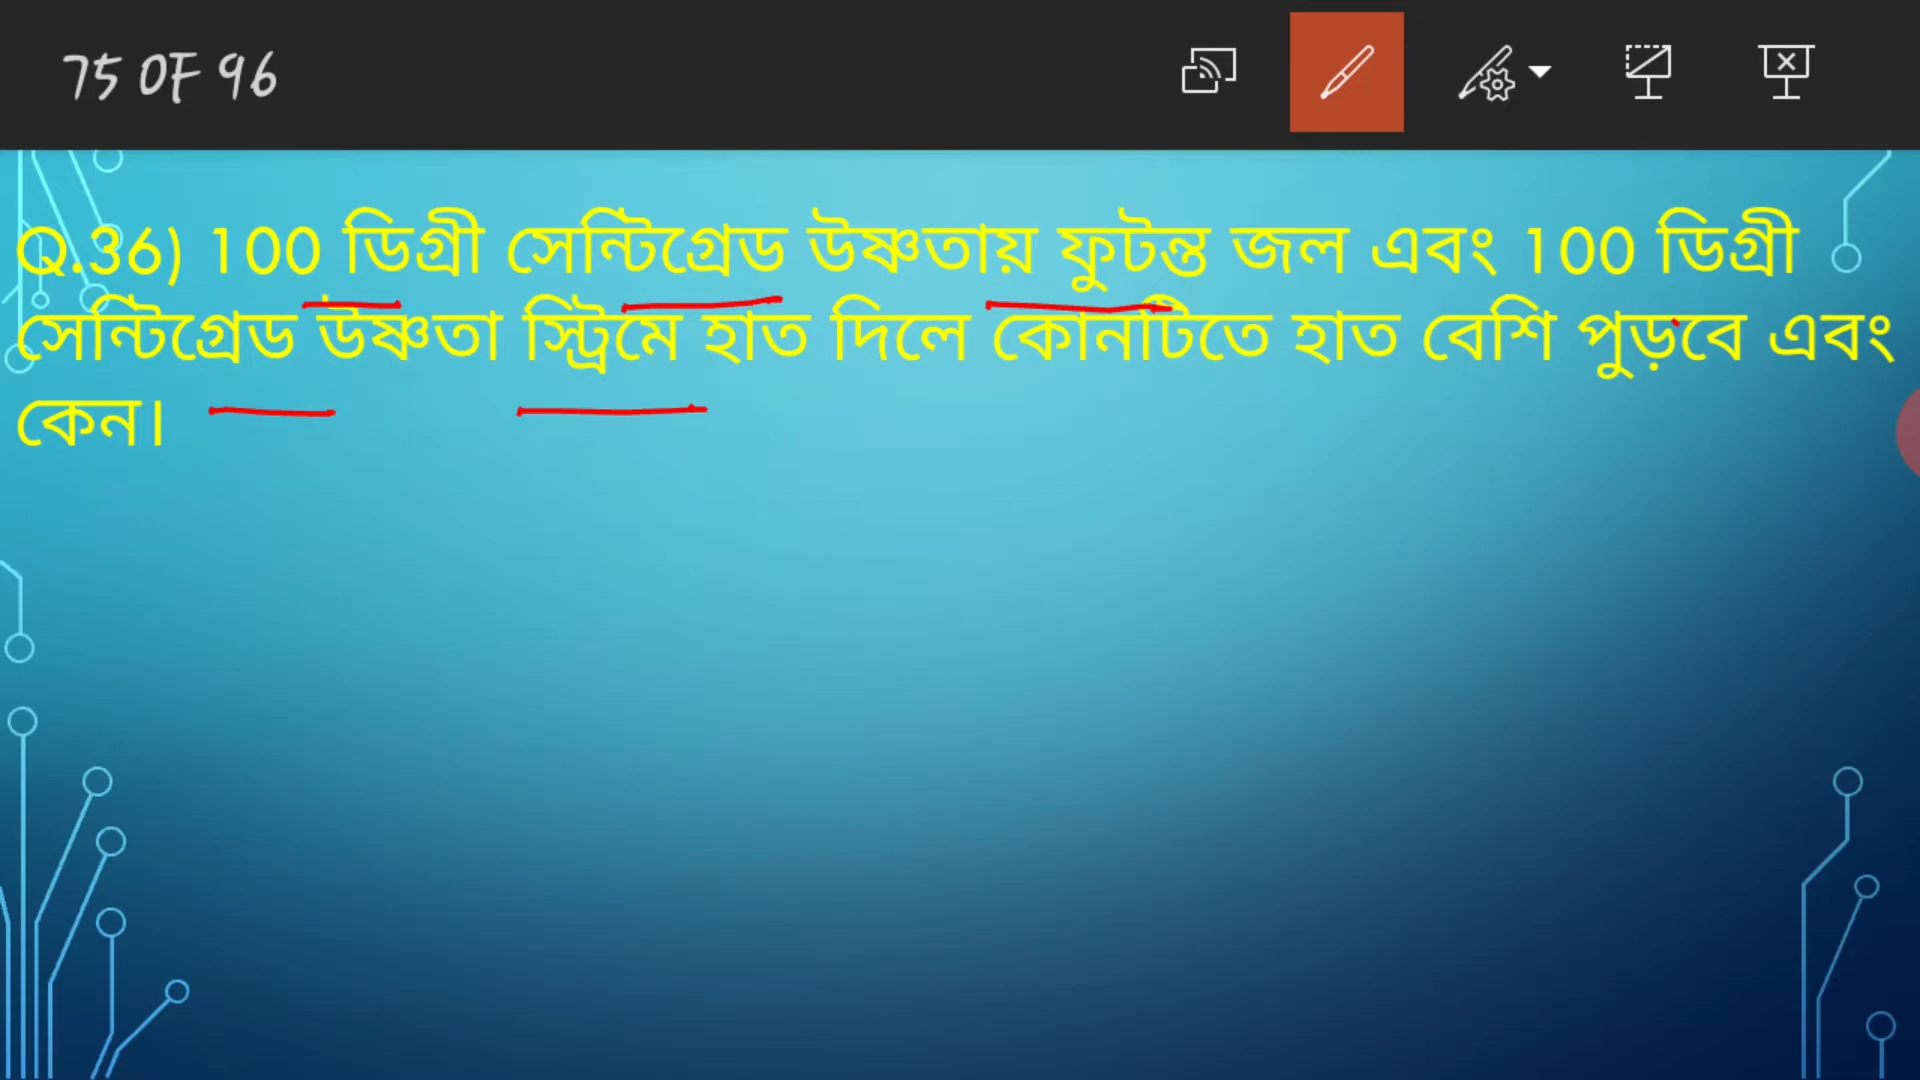 75 OF 96
Q.36) 100 ডিগ্রী সেন্টিগ্রেড উষ্ণতায় ফুটন্ত জল এবং 100 ডিগ্রী
সেন্টিগ্রেড উষ্ণতা স্ট্রিমে হাত দিলে কোনটিতে হাত বেশি পুড়বে এবং
কেন।